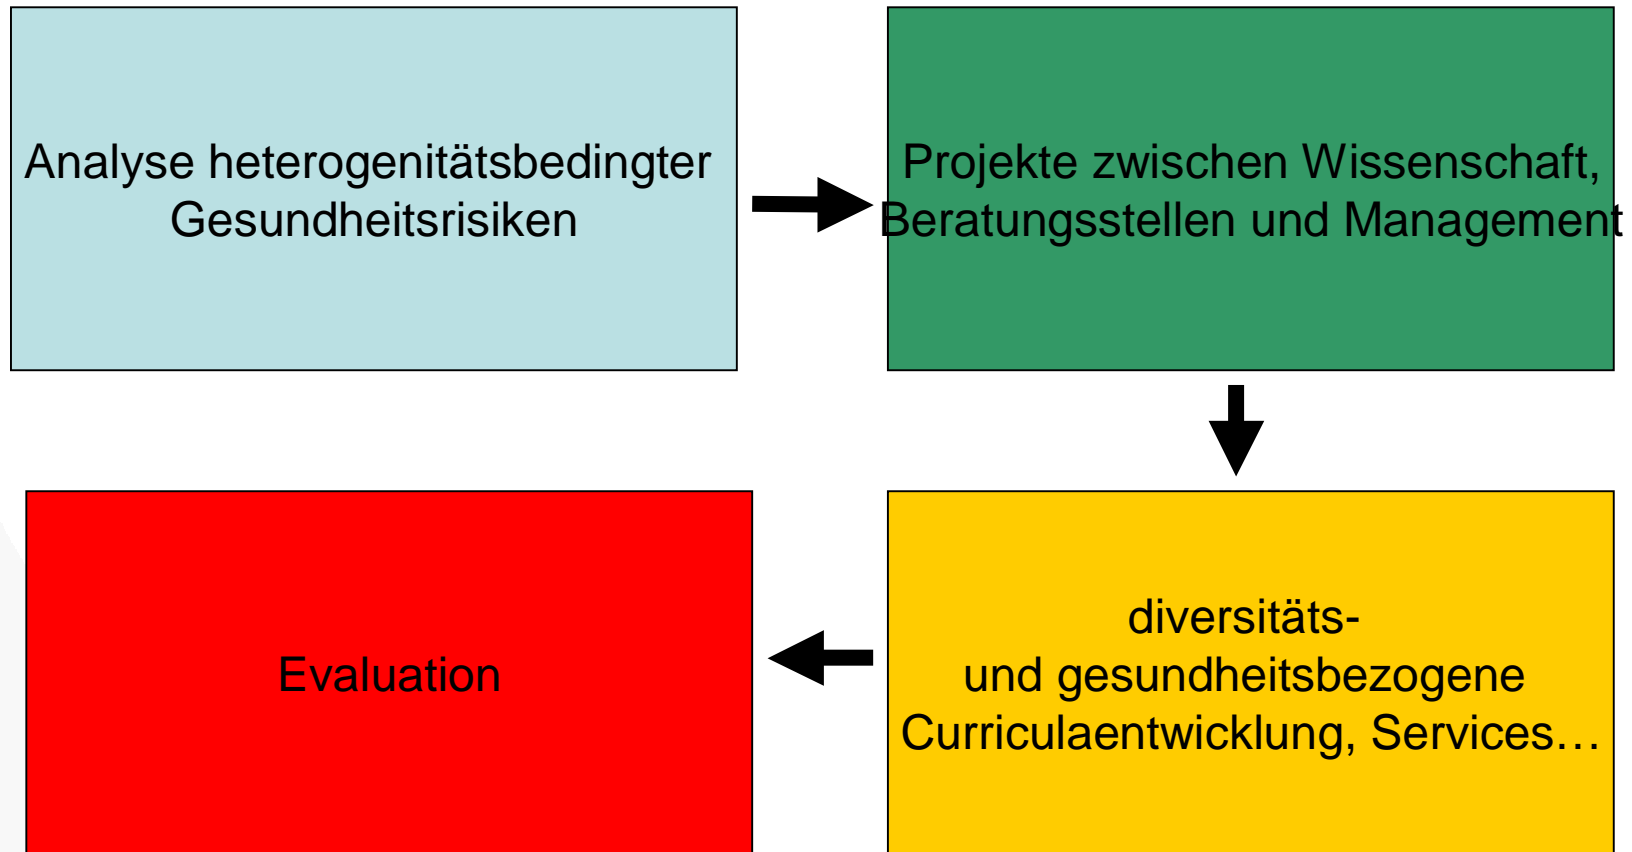 Analyse heterogenitätsbedingter
Gesundheitsrisiken
Projekte zwischen Wissenschaft,
Beratungsstellen und Management
diversitäts-
und gesundheitsbezogene
Curriculaentwicklung, Services…
Evaluation